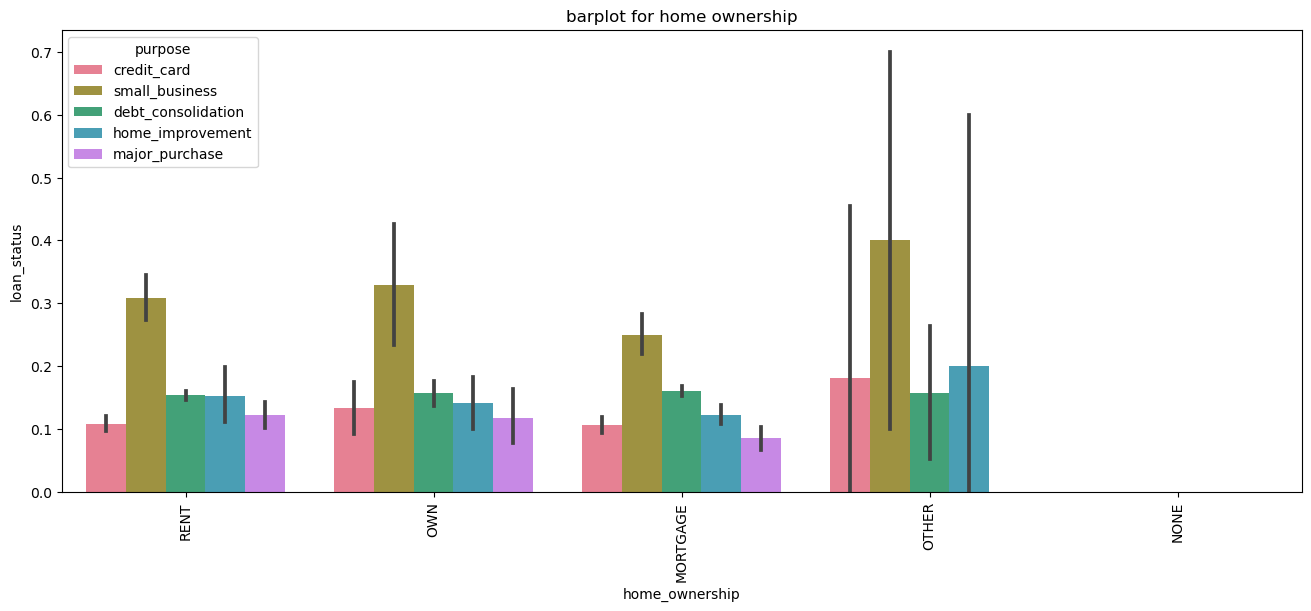 barplot for home ownership
purpose
credit_card
small_business
debt_consolidation
home_improvement
major_purchase
loan_status
0.7
0.6
0.5
0.4
0.3
0.2
0.1
0.0
RENT
OWN
MORTGAGE
OTHER
NONE
home_ownership